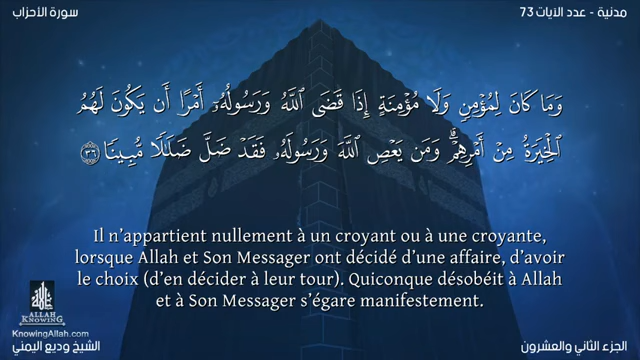 سورة الأحزاب
مدنية - عدد الآيات 73
وَمَا كَانَ لِمُؤْمِنٍ وَلَا مُؤْمِنَةٍ إِذَا قَضَى ٱللَّهُ وَرَسُولُهُۥٓ أَمْرًا أَن يَكُونَ لَهُمُ
ٱلْخِيَرَةُ مِنْ أَمْرِهِمْ ۗ وَمَن يَعْصِ ٱللَّهَ وَرَسُولَهُۥ فَقَدْ ضَلَّ ضَلَـٰلًا مُّبِينًا ٣٦
Il n’appartient nullement à un croyant ou à une croyante,
lorsque Allah et Son Messager ont décidé d’une affaire, d’avoir
le choix (d’en décider à leur tour). Quiconque désobéit à Allah
et à Son Messager s’égare manifestement.
ALLAH
KNOWING
KnowingAllah.com
الشيخ وديع اليمني
الجزء الثاني والعشرون